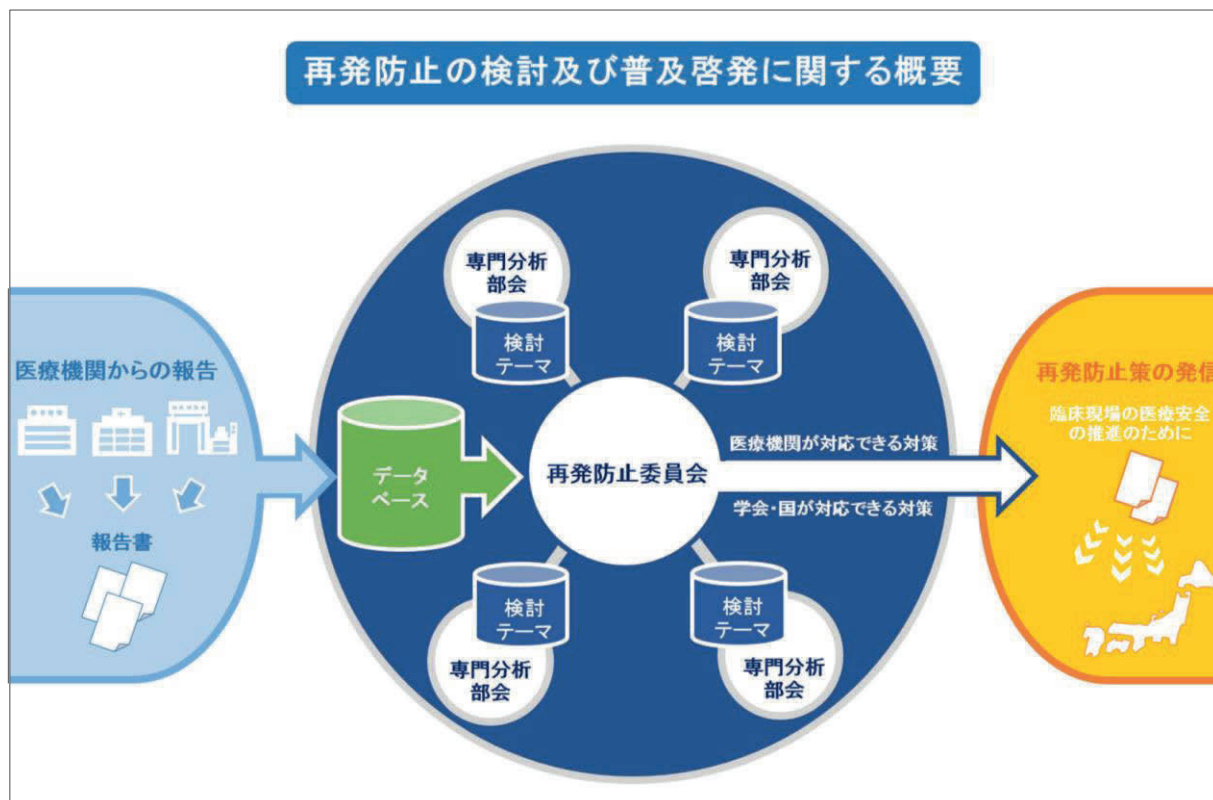 再発防止の検討及び普及啓発に関する概要
医療機関からの報告
報告書
データ
ベース
専門分析
部会
検討
テーマ
専門分析
部会
検討
テーマ
再発防止委員会
検討
テーマ
専門分析
部会
検討
テーマ
専門分析
部会
医療機関が対応できる対策
学会・国が対応できる対策
再発防止策の発信
臨床現場の医療安全
の推進のために